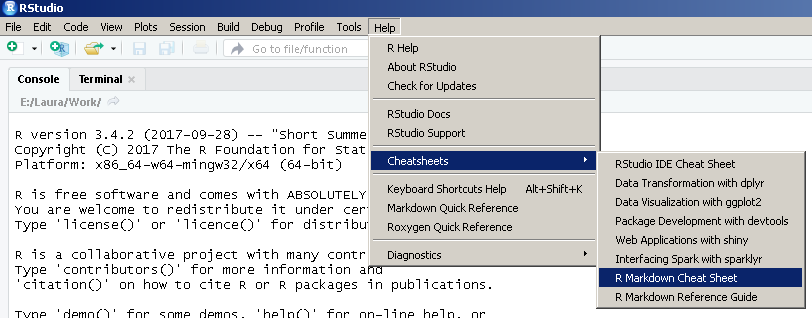 RStudio
File Edit Code View Plots Session Build Debug Profile Tools Help
Go to file/function
R Help
About RStudio
Check for Updates
RStudio Docs
RStudio Support
Cheatsheets
Keyboard Shortcuts Help Alt+Shift+K
Markdown Quick Reference
Roxygen Quick Reference
Diagnostics
RStudio IDE Cheat Sheet
Data Transformation with dplyr
Data Visualization with ggplot2
Package Development with devtools
Web Applications with shiny
Interfacing Spark with sparklyr
R Markdown Cheat Sheet
R Markdown Reference Guide
Console Terminal
E:/Laura/Work/
R version 3.4.2 (2017-09-28) -- "Short Summe
Copyright (C) 2017 The R Foundation for Stat
Platform: x86_64-w64-mingw32/x64 (64-bit)
R is free software and comes with ABSOLUTELY
You are welcome to redistribute it under cer
Type 'license()' or 'licence()' for distribut
R is a collaborative project with many contr
Type 'contributors()' for more information and
'citation()' on how to cite R or R packages in publications.
Type 'demo()' for some demos, 'help()' for on-line help, or